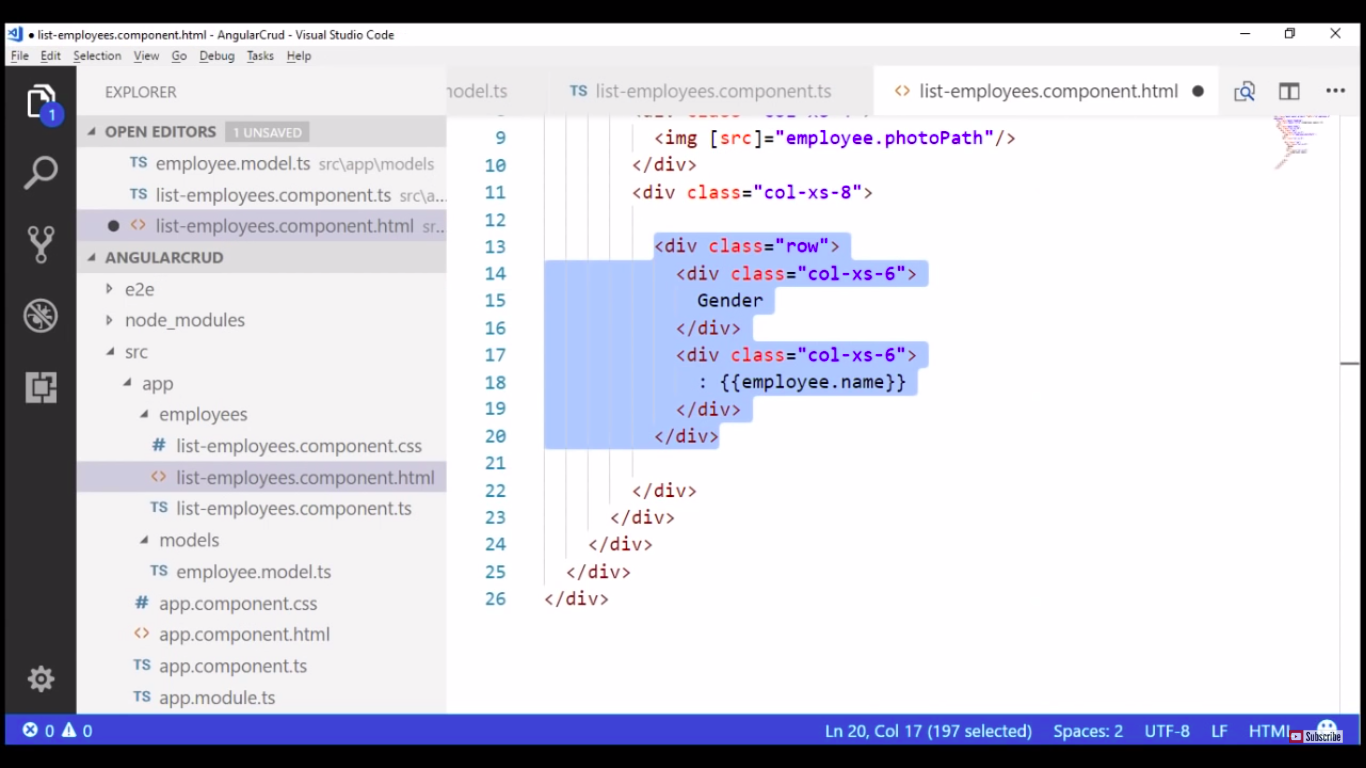 list-employees.component.html - AngularCrud - Visual Studio Code
File Edit Selection View Go Debug Tasks Help
EXPLORER
OPEN EDITORS 1 UNSAVED
TS employee.model.ts src\app\models
TS list-employees.component.ts src\a...
<> list-employees.component.html sr...
ANGULARCRUD
e2e
node_modules
src
app
employees
# list-employees.component.css
<> list-employees.component.html
TS list-employees.component.ts
models
TS employee.model.ts
# app.component.css
<> app.component.html
TS app.component.ts
TS app.module.ts
1
model.ts TS list-employees.component.ts <> list-employees.component.html
9 <img [src]="employee.photoPath"/>
10 </div>
11 <div class="col-xs-8">
12
13 <div class="row">
14 <div class="col-xs-6">
15 Gender
16 </div>
17 <div class="col-xs-6">
18 : {{employee.name}}
19 </div>
20 </div>
21
22 </div>
23 </div>
24 </div>
25 </div>
26 </div>
0 0 Ln 20, Col 17 (197 selected) Spaces: 2 UTF-8 LF HTML
Subscribe